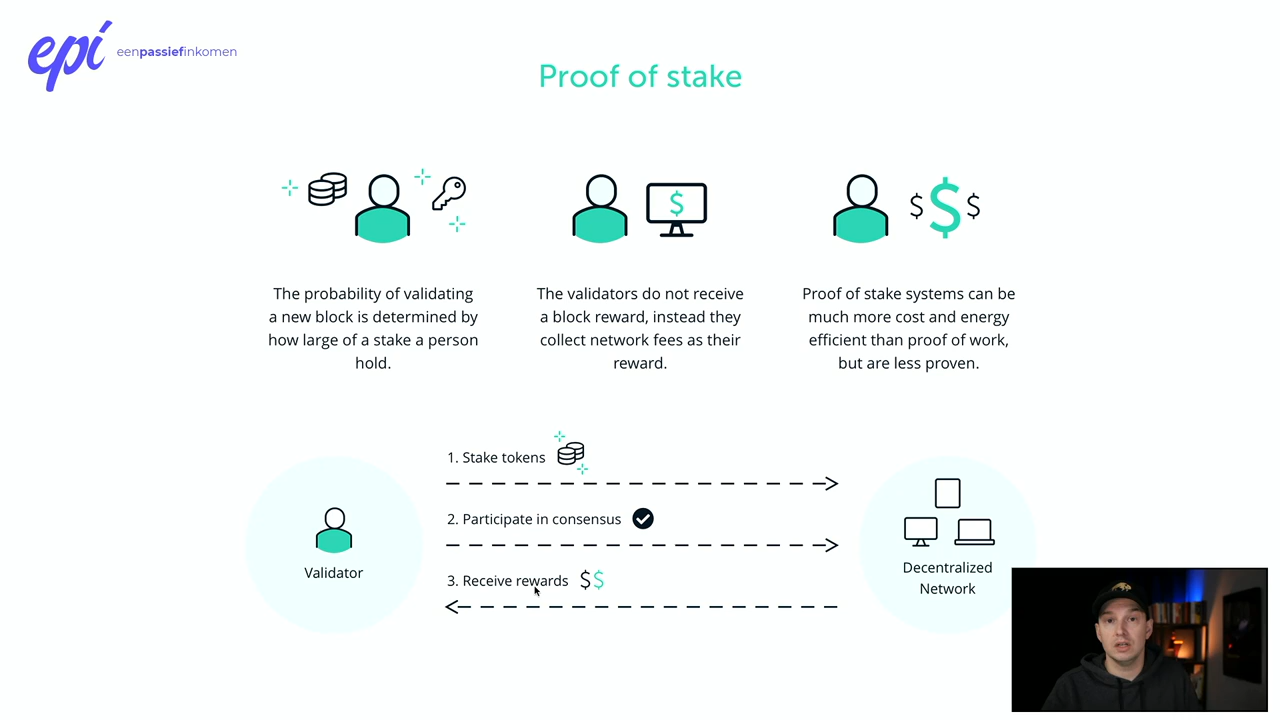 epi
eenpassiefinkomen
Proof of stake
The probability of validating
a new block is determined by
how large of a stake a person
hold.
The validators do not receive
a block reward, instead they
collect network fees as their
reward.
Proof of stake systems can be
much more cost and energy
efficient than proof of work,
but are less proven.
1. Stake tokens
2. Participate in consensus
3. Receive rewards
Validator
Decentralized
Network